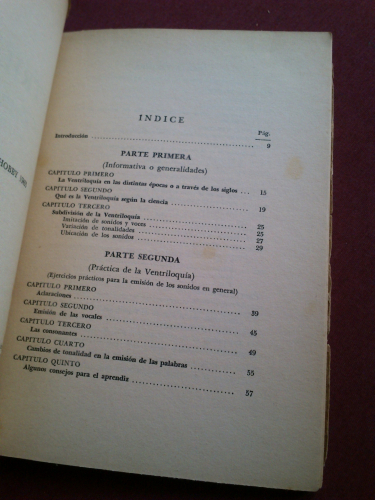 INDICE
Pág.
Introducción 9
PARTE PRIMERA
(Informativa o generalidades)
CAPITULO PRIMERO
La Ventriloquía en las distintas épocas o a través de los siglos 13
CAPITULO SEGUNDO
Qué es la Ventriloquía según la ciencia 19
CAPITULO TERCERO
Subdivisión de la Ventriloquía 25
Imitación de sonidos y voces 25
Variación de tonalidades 27
Ubicación de los sonidos 29
PARTE SEGUNDA
(Práctica de la Ventriloquía)
(Ejercicios prácticos para la emisión de los sonidos en general)
CAPITULO PRIMERO
Aclaraciones 39
CAPITULO SEGUNDO
Emisión de las vocales 45
CAPITULO TERCERO
Las consonantes 49
CAPITULO CUARTO
Cambios de tonalidad en la emisión de las palabras 55
CAPITULO QUINTO
Algunos consejos para el aprendiz 57